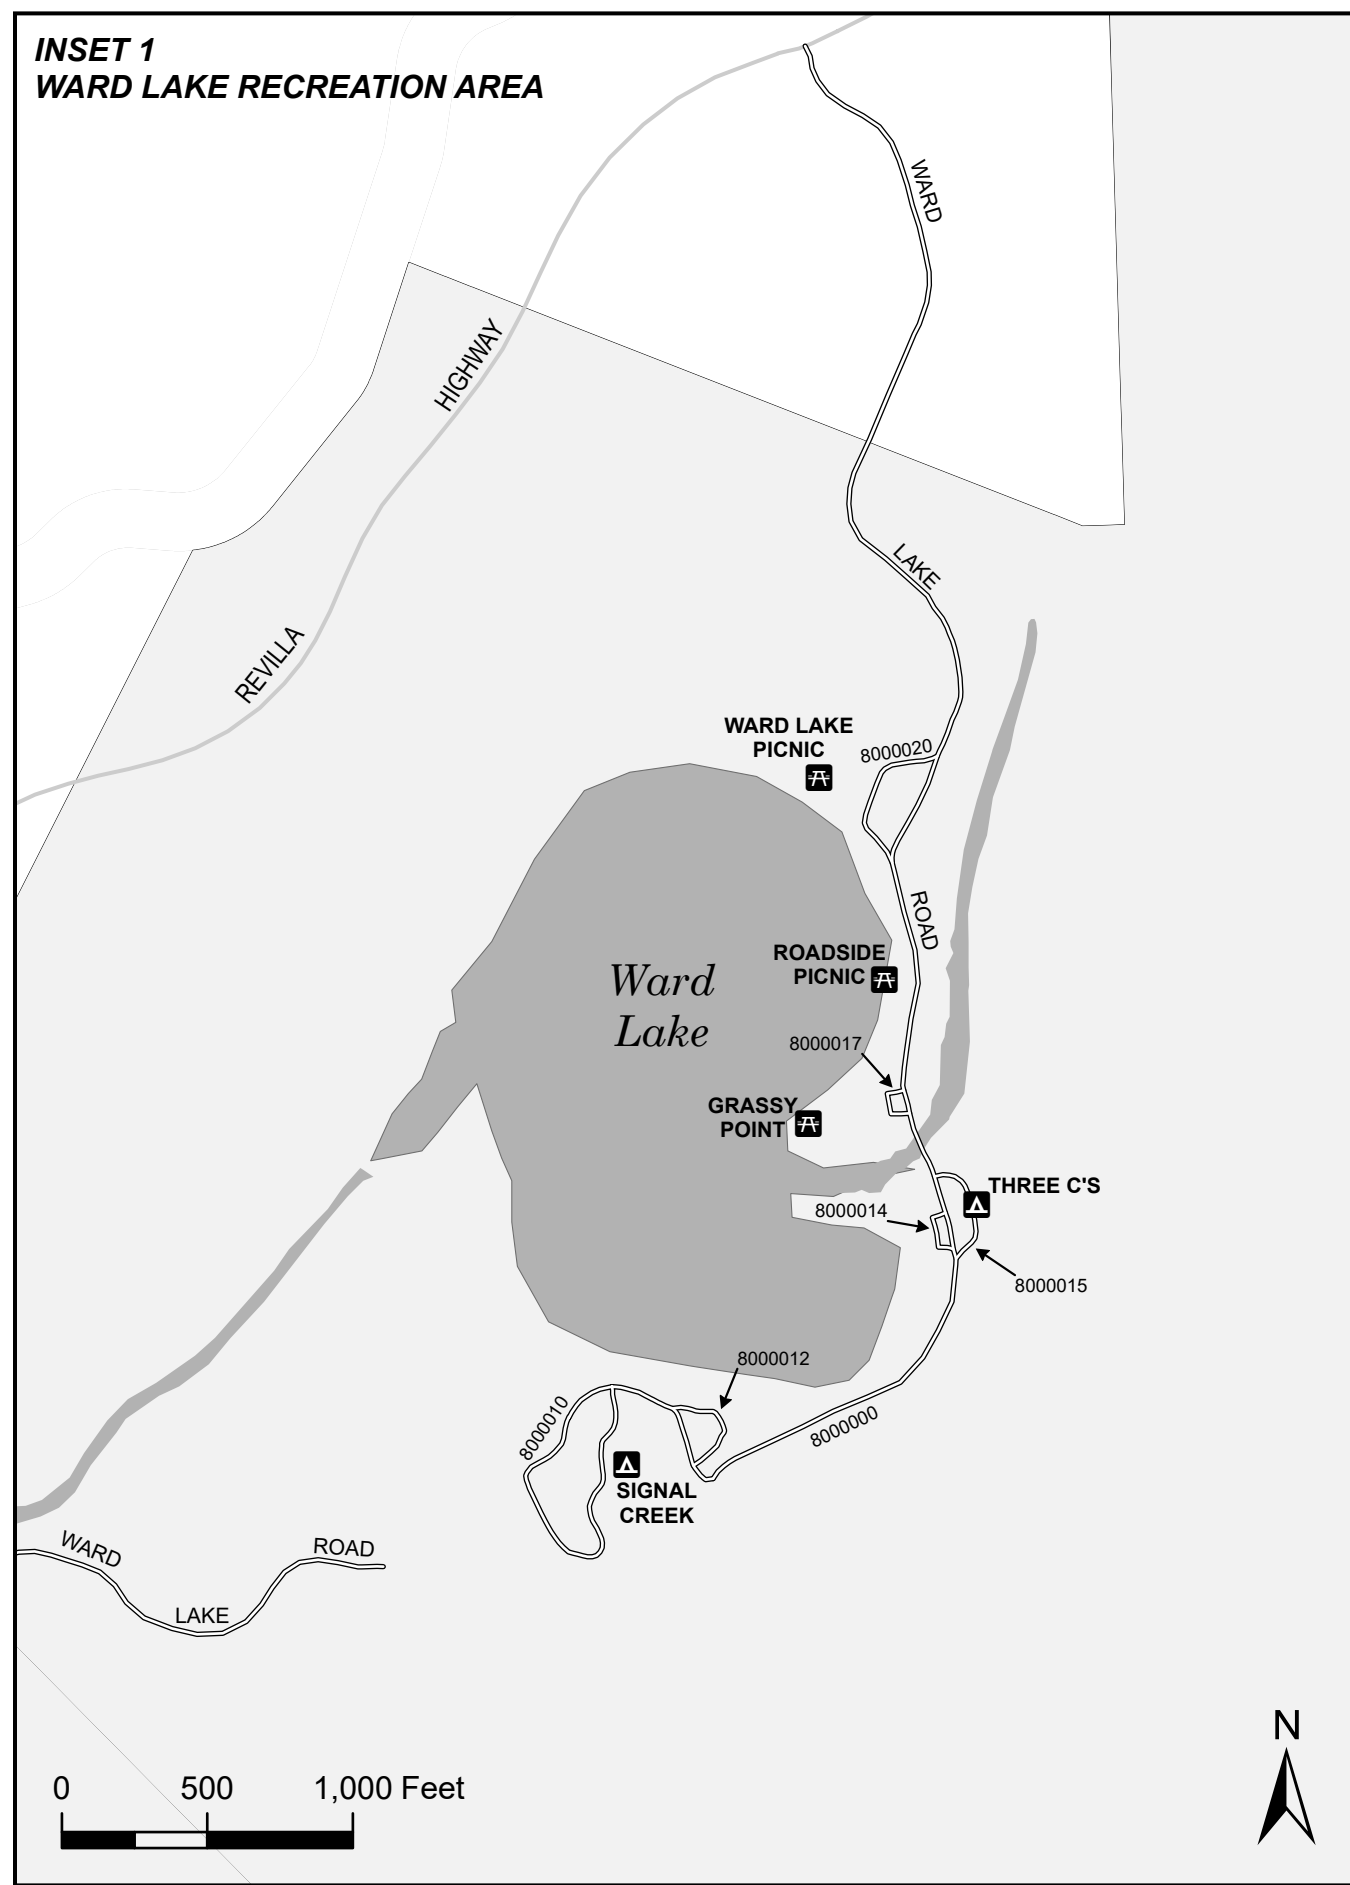 INSET 1
WARD LAKE RECREATION AREA
WARD
HIGHWAY
LAKE
REVILLA
WARD LAKE
PICNIC
8000020
ROAD
ROADSIDE
PICNIC
Ward
Lake
8000017
GRASSY
POINT
THREE C'S
8000014
8000015
8000012
8000010
8000000
SIGNAL
CREEK
WARD
ROAD
LAKE
N
0 500 1,000 Feet